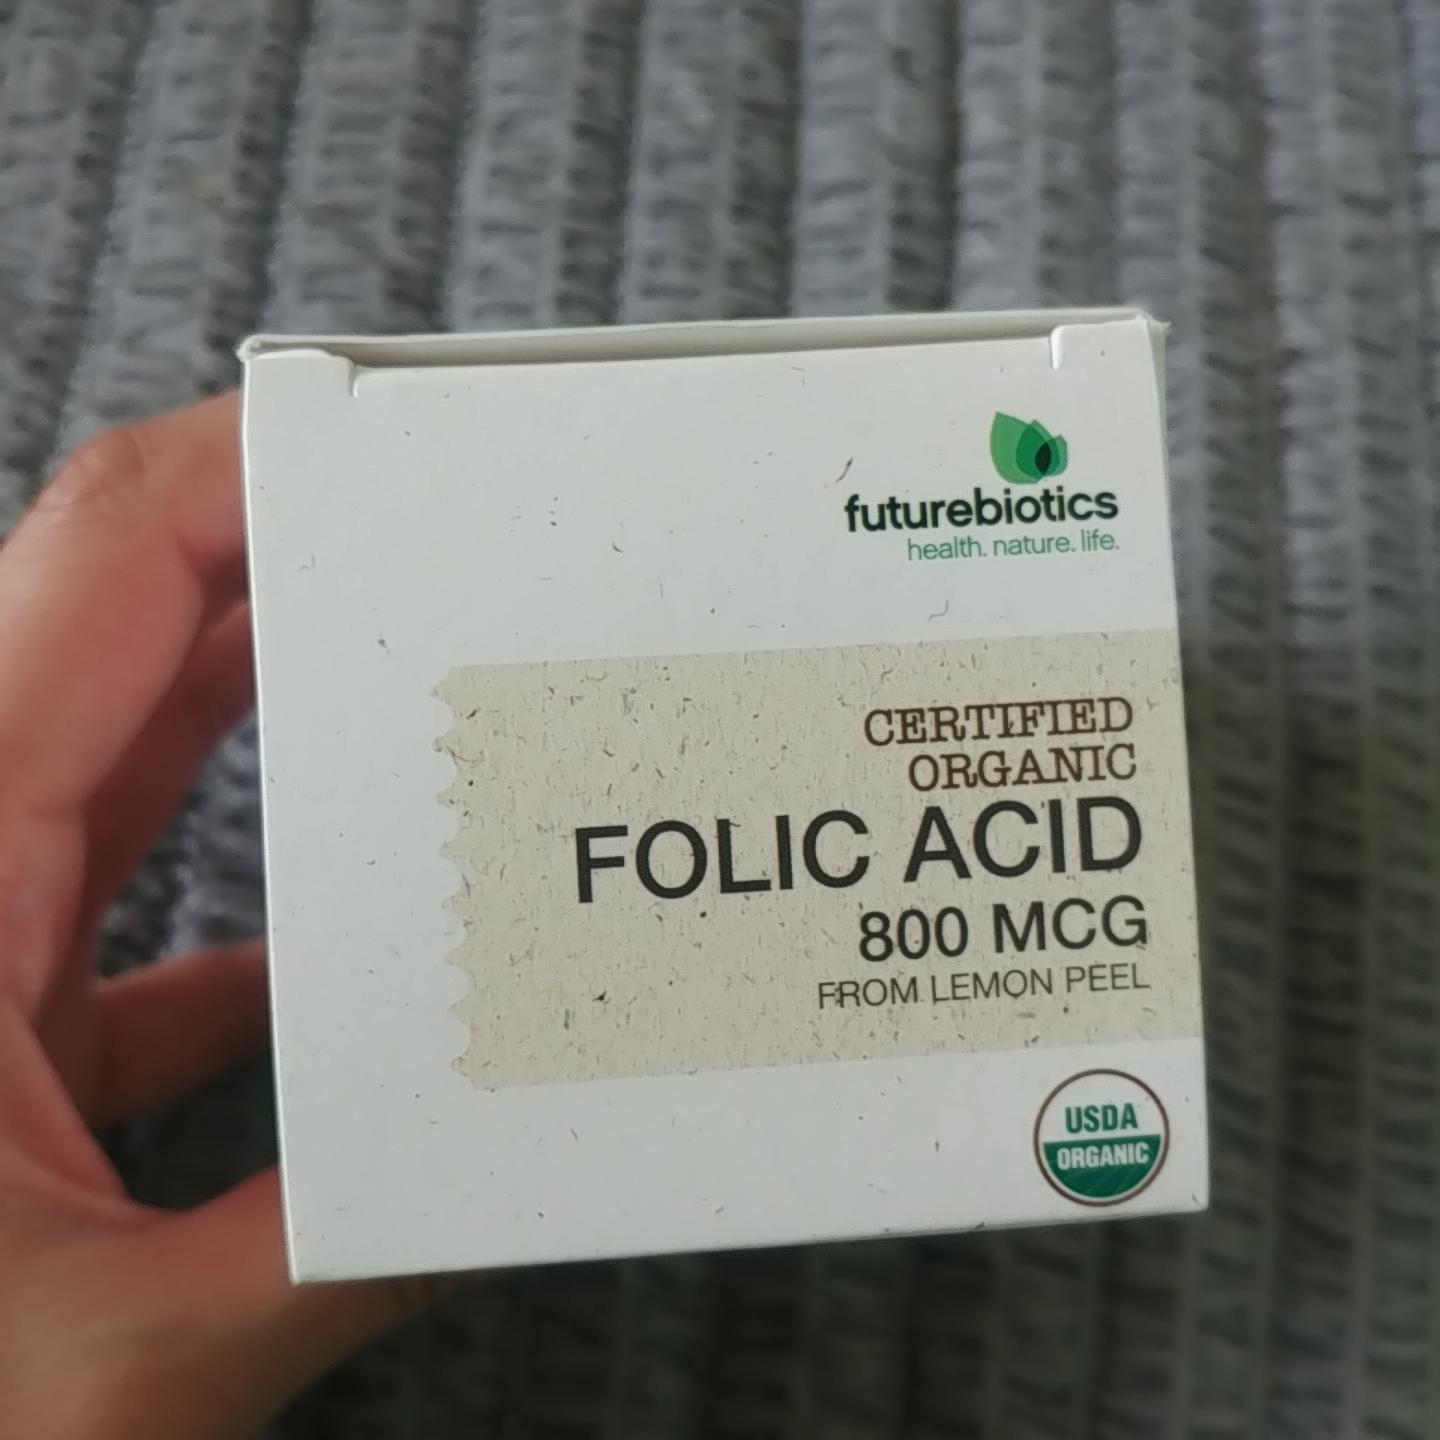 futurebiotics
health. nature. life.
CERTIFIED
ORGANIC
FOLIC ACID
800 MCG
FROM LEMON PEEL
USDA
ORGANIC